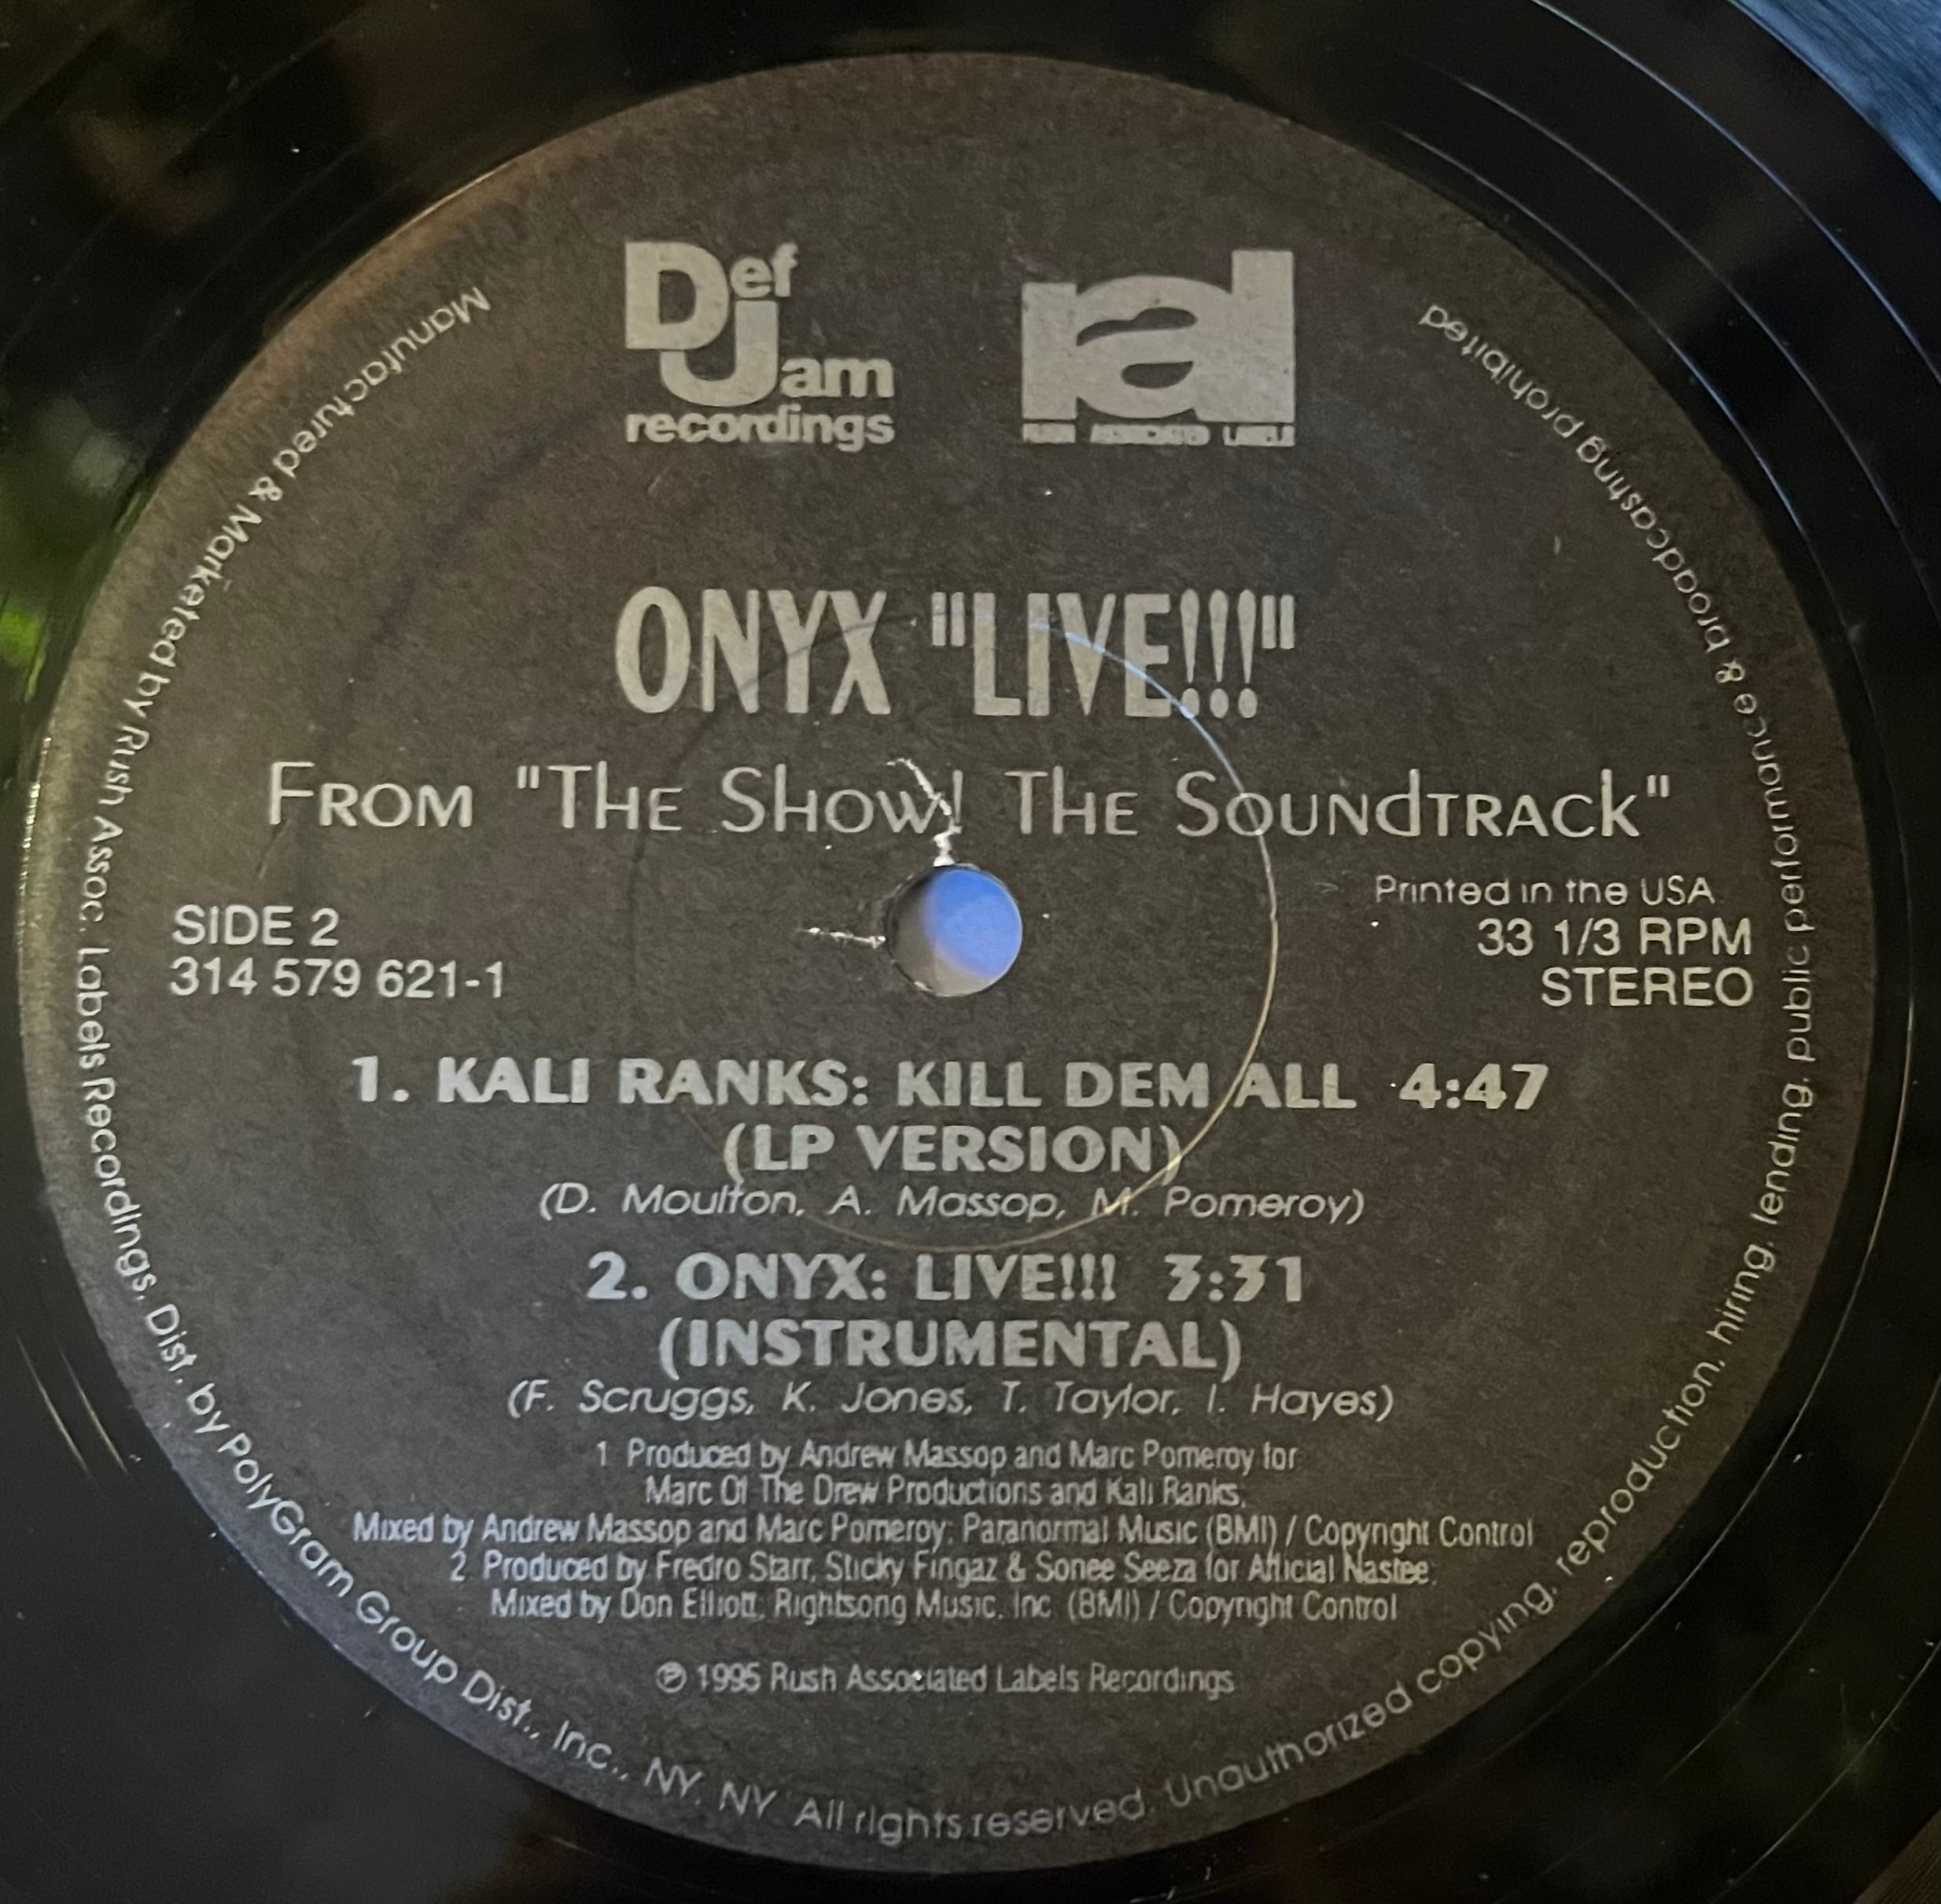 Def
Jam
recordings
ral
RUSH ASSOCIATED LABELS
ONYX "LIVE!!!"
FROM "THE SHOW! THE SOUNDTRACK"
SIDE 2
314 579 621-1
Printed in the USA
33 1/3 RPM
STEREO
1. KALI RANKS: KILL DEM ALL 4:47
(LP VERSION)
(D. Moulton, A. Massop, M. Pomeroy)
2. ONYX: LIVE!!! 3:31
(INSTRUMENTAL)
(F. Scruggs, K. Jones, T. Taylor, I. Hayes)
1 Produced by Andrew Massop and Marc Pomeroy for
Marc Of The Drew Productions and Kali Ranks;
Mixed by Andrew Massop and Marc Pomeroy; Paranormal Music (BMI) / Copyright Control
2 Produced by Fredro Starr, Sticky Fingaz & Sonee Seeza for Afficial Nastee;
Mixed by Don Elliott; Rightsong Music, Inc. (BMI) / Copyright Control
℗ 1995 Rush Associated Labels Recordings
Manufactured & Marketed by Rush Assoc. Labels Recordings, Dist. by PolyGram Group Dist., Inc., NY, NY All rights reserved. Unauthorized copying, reproduction, hiring, lending, public performance & broadcasting prohibited